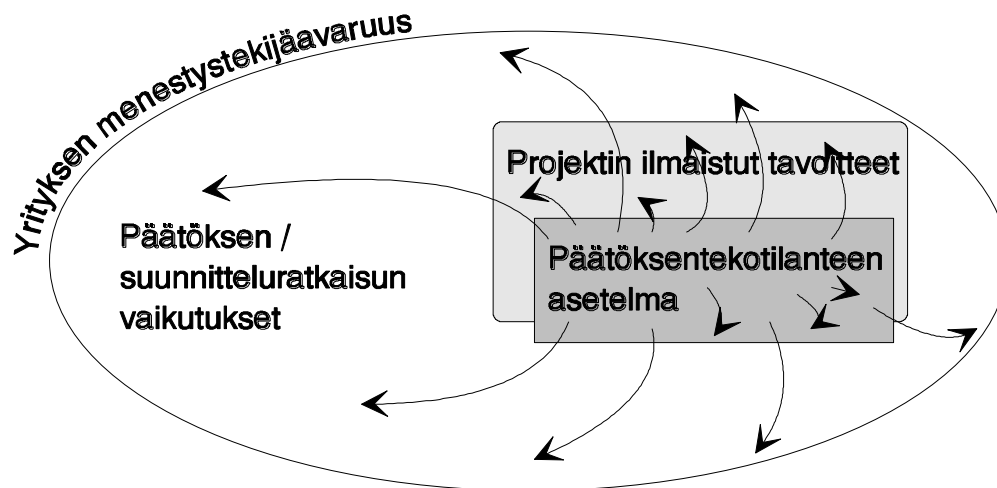 Yrityksen menestystekijäavaruus
Projektin ilmaistut tavoitteet
Päätöksen /
suunnitteluratkaisun
vaikutukset
Päätöksentekotilanteen
asetelma